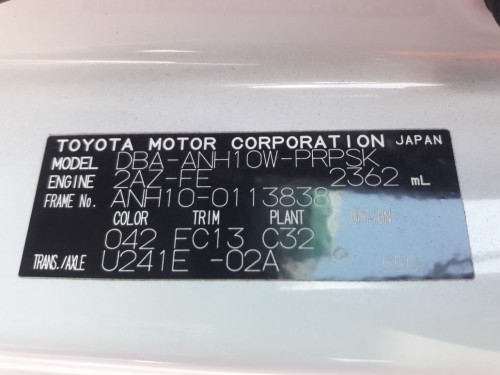 TOYOTA MOTOR CORPORATION JAPAN
MODEL DBA-ANH10W-PRPSK
ENGINE 2AZ-FE 2362 mL
FRAME No. ANH10-0113838
COLOR TRIM PLANT OPTION
042 FC13 C32
TRANS./AXLE U241E -02A